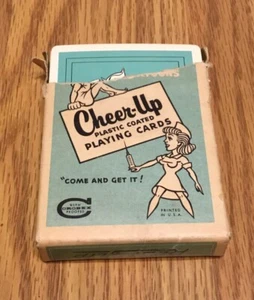 Cheer-Up
PLASTIC COATED
PLAYING CARDS
"COME AND GET IT!
PRINTED
IN U.S.A.